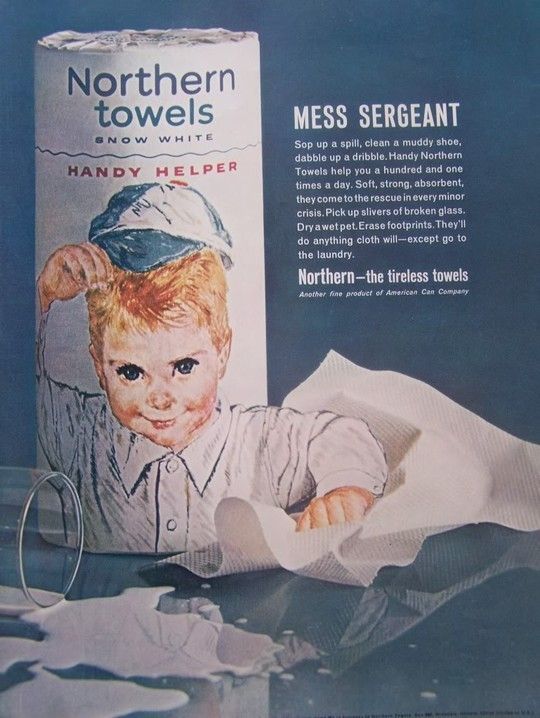 Northern
towels
SNOW WHITE
HANDY HELPER
MESS SERGEANT
Sop up a spill, clean a muddy shoe,
dabble up a dribble. Handy Northern
Towels help you a hundred and one
times a day. Soft, strong, absorbent,
they come to the rescue in every minor
crisis. Pick up slivers of broken glass.
Dry a wet pet. Erase footprints. They'll
do anything cloth will—except go to
the laundry.
Northern—the tireless towels
Another fine product of American Can Company